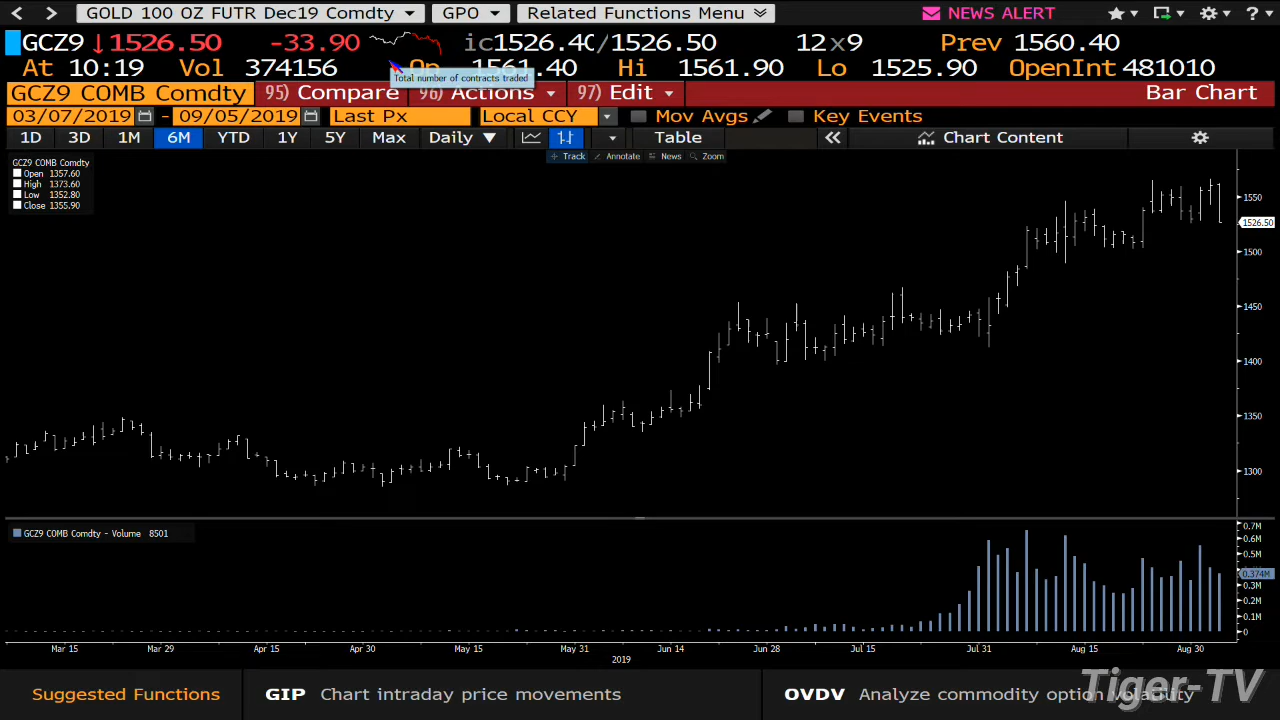 GOLD 100 OZ FUTR Dec19 Comdty GPO Related Functions Menu NEWS ALERT ?
GCZ9 ↓1526.50 -33.90 ic1526.40/1526.50 12x9 Prev 1560.40
At 10:19 Vol 374156 Op 1561.40 Hi 1561.90 Lo 1525.90 OpenInt 481010
Total number of contracts traded
GCZ9 COMB Comdty 95) Compare 96) Actions 97) Edit Bar Chart
03/07/2019 - 09/05/2019 Last Px Local CCY Mov Avgs Key Events
1D 3D 1M 6M YTD 1Y 5Y Max Daily ▼ Table « Chart Content
Track Annotate News Zoom
GCZ9 COMB Comdty
Open 1357.60
High 1373.60
Low 1352.80
Close 1355.90
1550
1526.50
1500
1450
1400
1350
1300
GCZ9 COMB Comdty - Volume 8501
0.7M
0.6M
0.5M
0.374M
0.3M
0.2M
0.1M
0
Mar 15 Mar 29 Apr 15 Apr 30 May 15 May 31 Jun 14 Jun 28 Jul 15 Jul 31 Aug 15 Aug 30
2019
Suggested Functions GIP Chart intraday price movements OVDV Analyze commodity option volatility
Tiger-TV